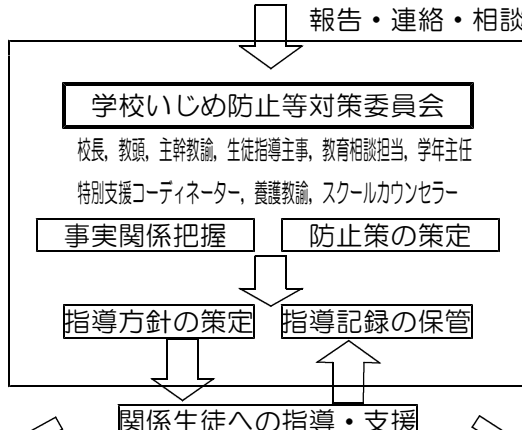 報告・連絡・相談
学校いじめ防止等対策委員会
校長，教頭，主幹教諭，生徒指導主事，教育相談担当，学年主任
特別支援コーディネーター，養護教諭，スクールカウンセラー
事実関係把握 防止策の策定
指導方針の策定 指導記録の保管
関係生徒への指導・支援